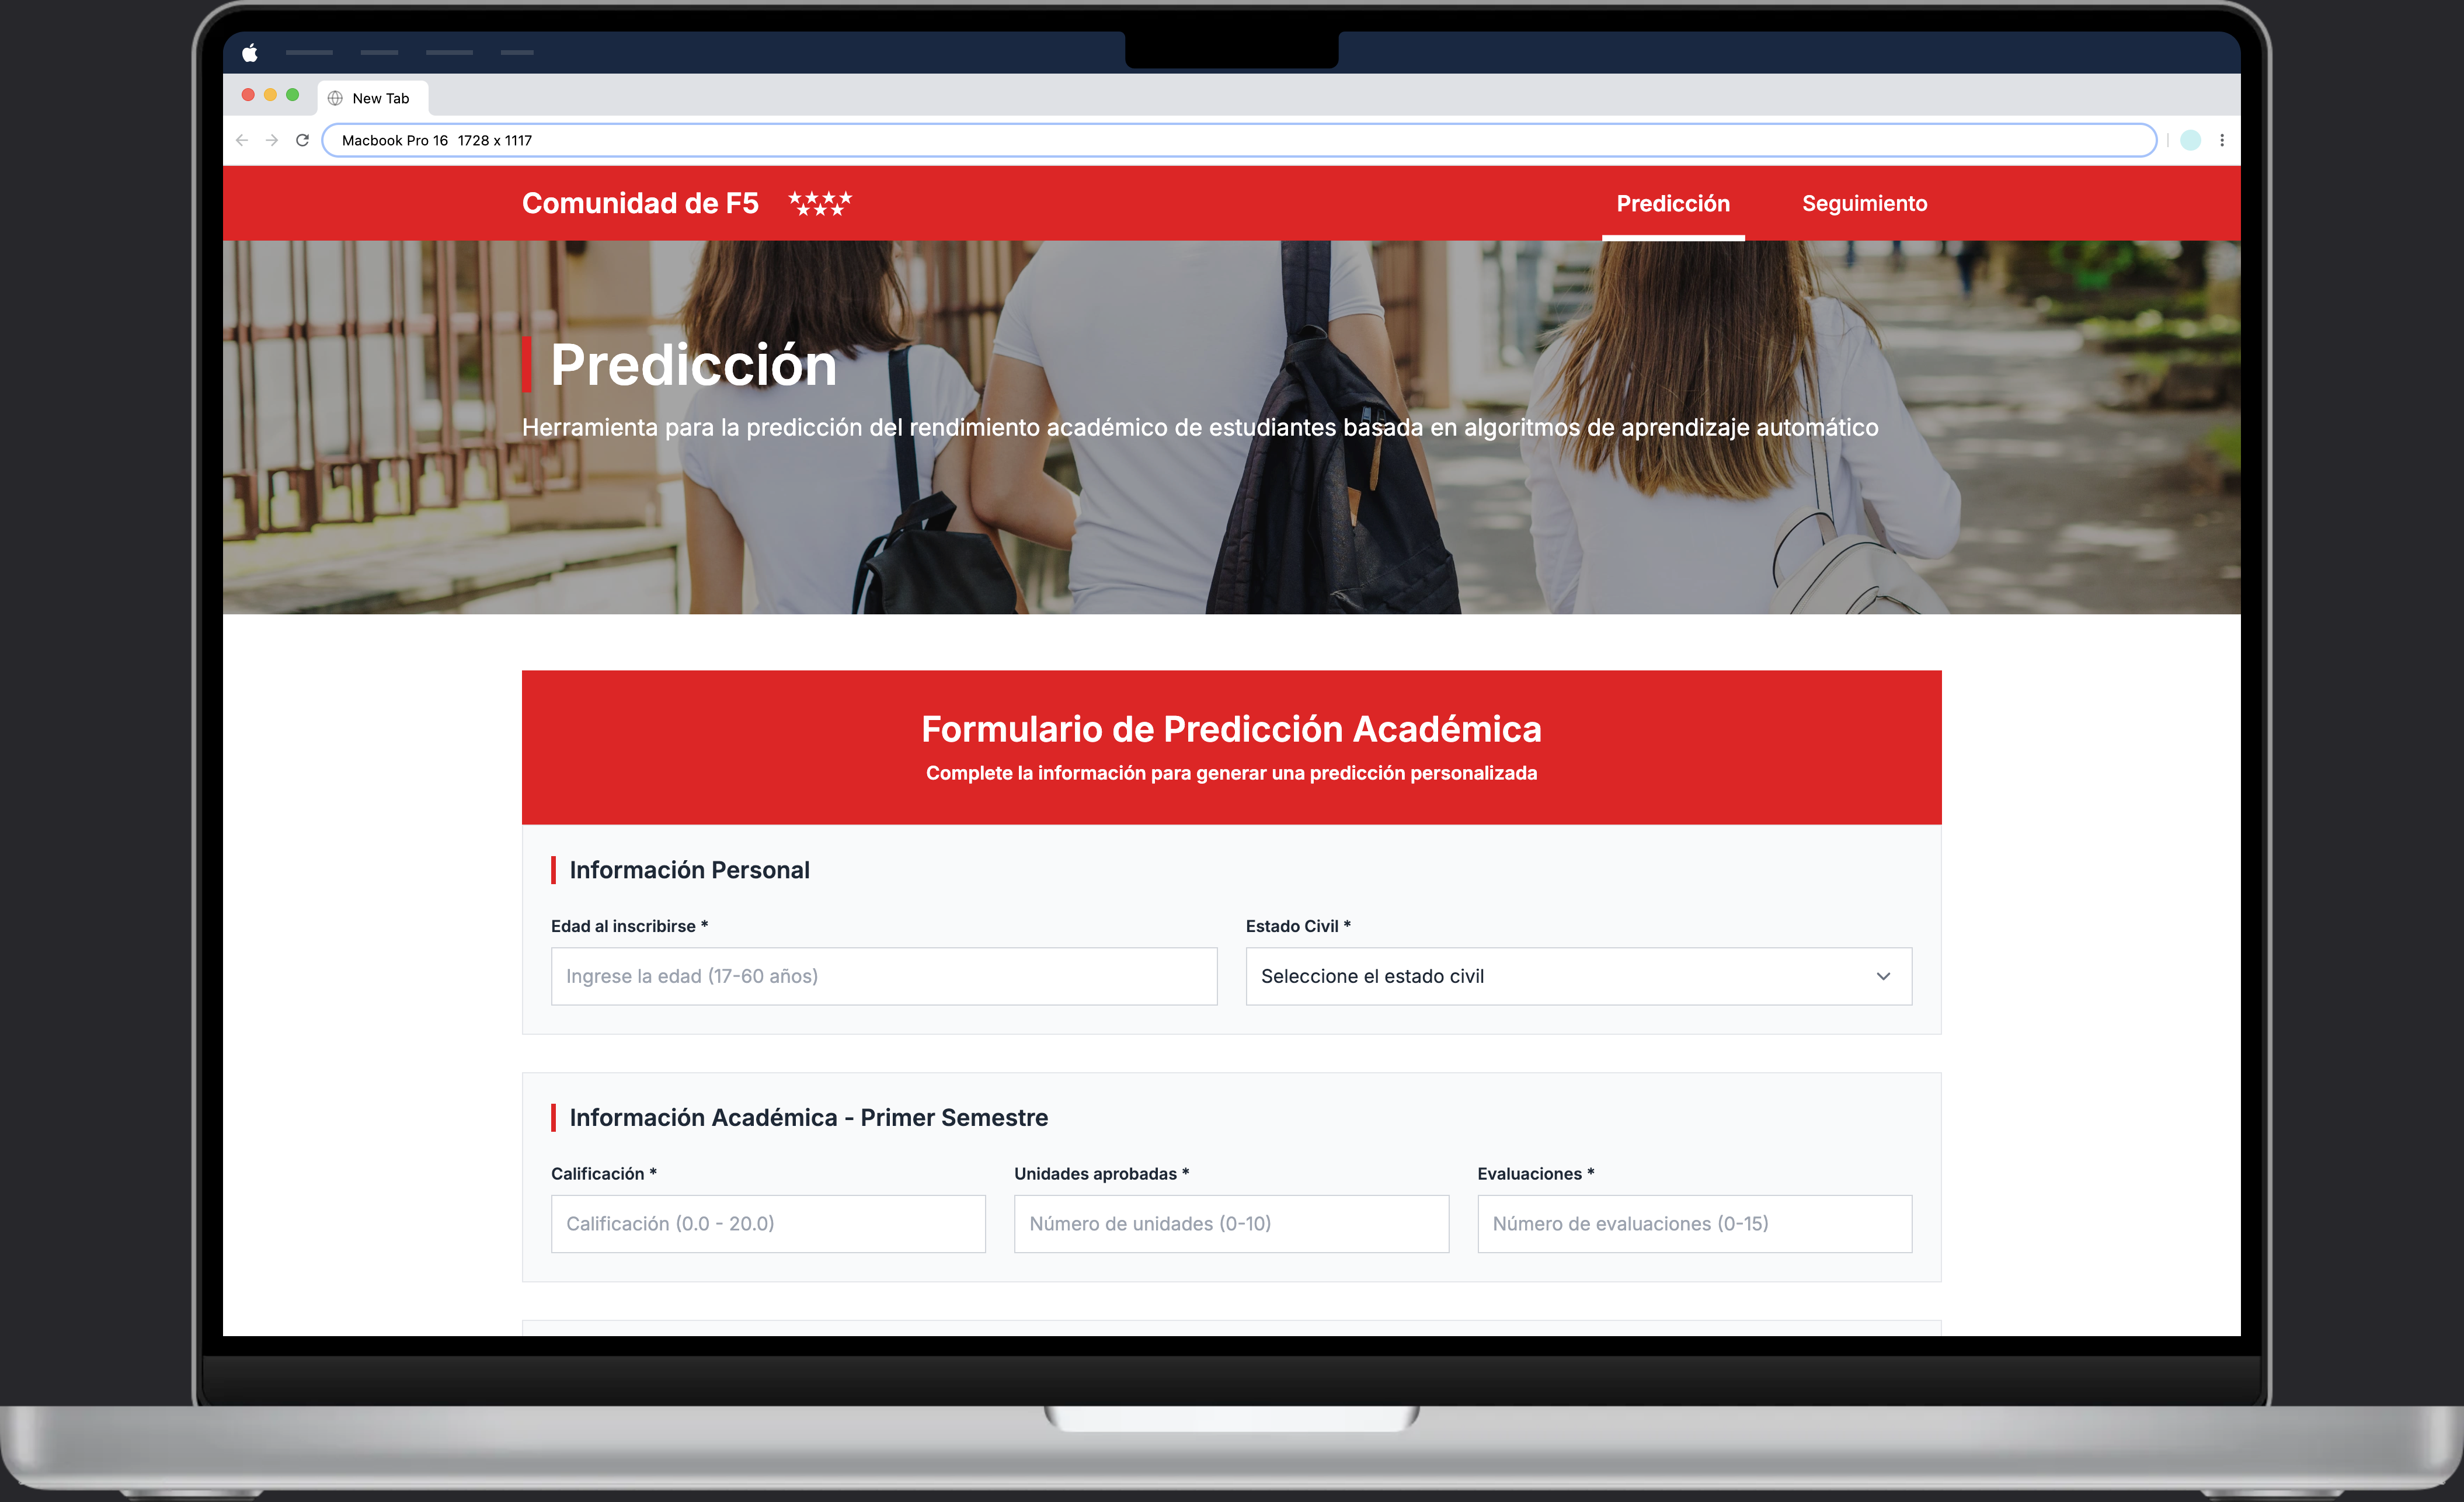 New Tab
Macbook Pro 16 1728 x 1117
Comunidad de F5
Predicción
Seguimiento
Predicción
Herramienta para la predicción del rendimiento académico de estudiantes basada en algoritmos de aprendizaje automático
Formulario de Predicción Académica
Complete la información para generar una predicción personalizada
Información Personal
Edad al inscribirse *
Estado Civil *
Ingrese la edad (17-60 años)
Seleccione el estado civil
Información Académica - Primer Semestre
Calificación *
Unidades aprobadas *
Evaluaciones *
Calificación (0.0 - 20.0)
Número de unidades (0-10)
Número de evaluaciones (0-15)